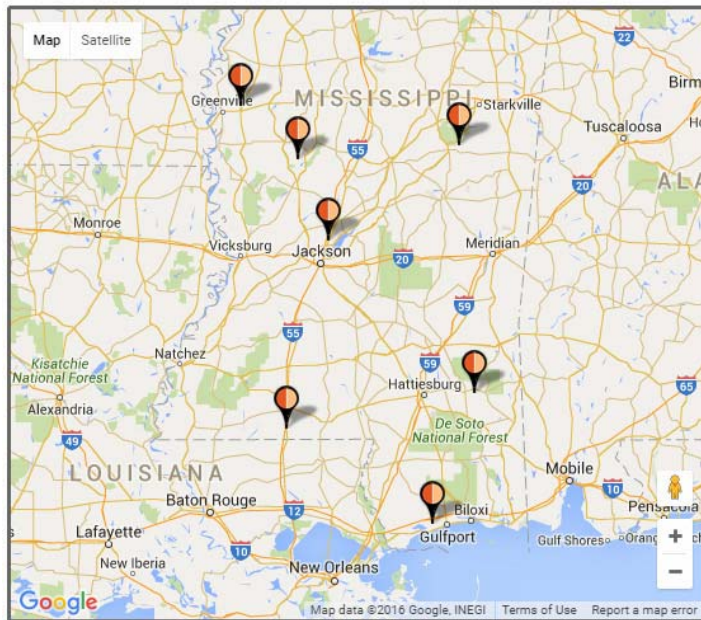 Map Satellite
22
Greenville
MISSISSIPPI
Starkville
Birm
Tuscaloosa
55
20
ALA
Monroe
Vicksburg
Jackson
20
Meridian
59
55
Natchez
59
Kisatchie
National Forest
Hattiesburg
65
Alexandria
De Soto
National Forest
49
LOUISIANA
Mobile
10
Baton Rouge
12
Biloxi
Pensacola
Gulfport
Lafayette
10
Gulf Shores
Orang
New Iberia
New Orleans
+
−
Google
Map data ©2016 Google, INEGI Terms of Use Report a map error